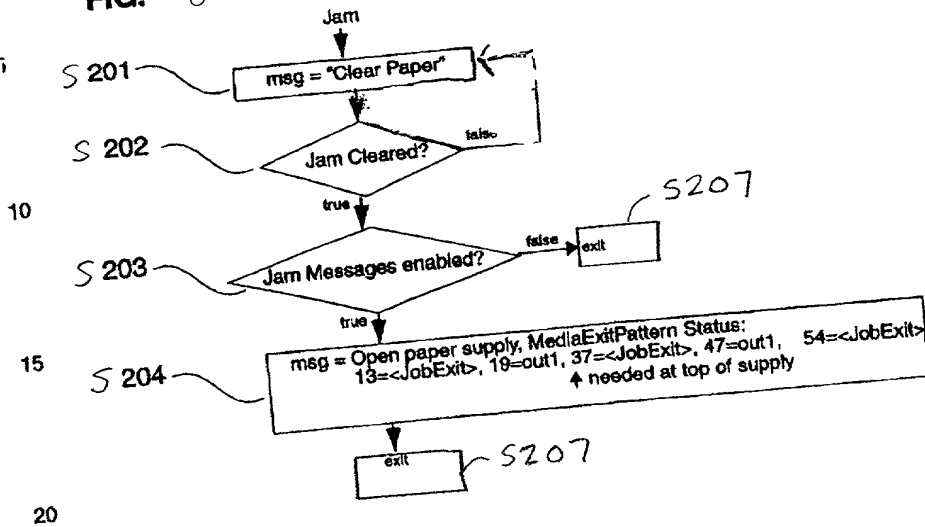 FIG.
Jam
S 201
msg = "Clear Paper"
S 202
Jam Cleared?
false
true
10
S207
S 203
Jam Messages enabled?
false
exit
true
15
S 204
msg = Open paper supply, MediaExitPattern Status:
13=<JobExit>, 19=out1, 37=<JobExit>, 47=out1, 54=<JobExit>
needed at top of supply
exit
S207
20